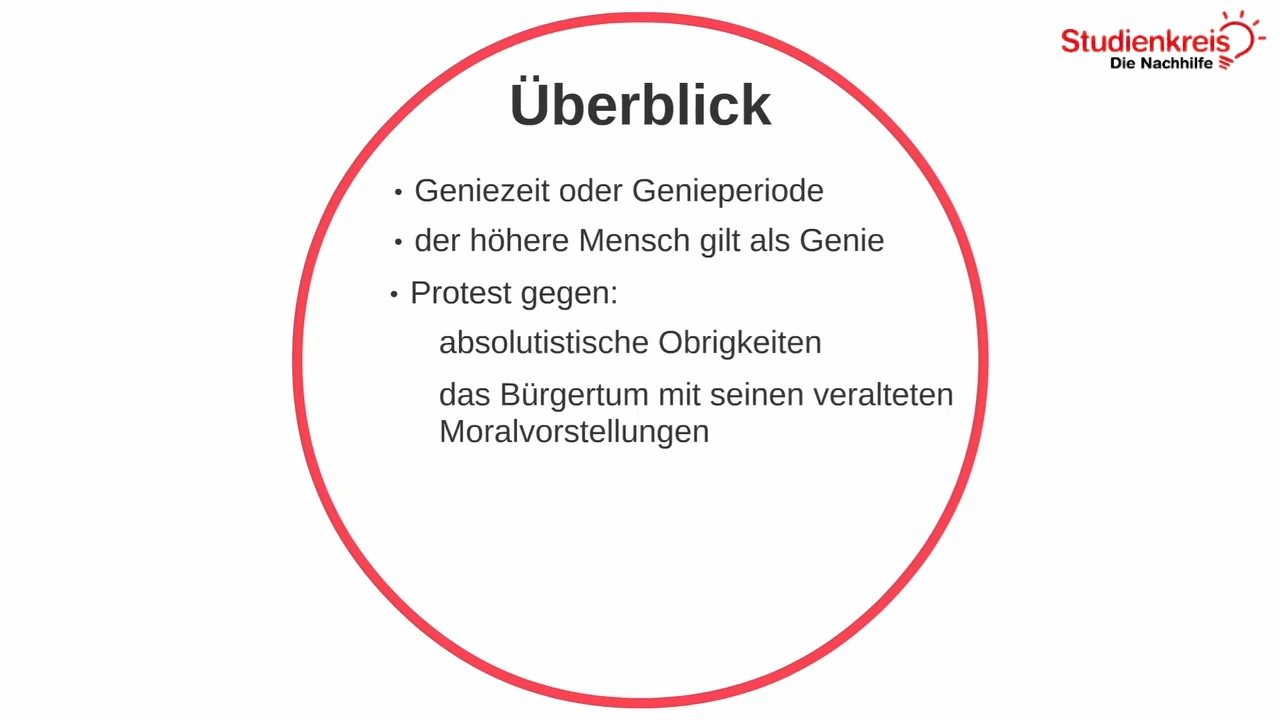 Studienkreis
Die Nachhilfe
Überblick
• Geniezeit oder Genieperiode
• der höhere Mensch gilt als Genie
• Protest gegen:
absolutistische Obrigkeiten
das Bürgertum mit seinen veralteten
Moralvorstellungen